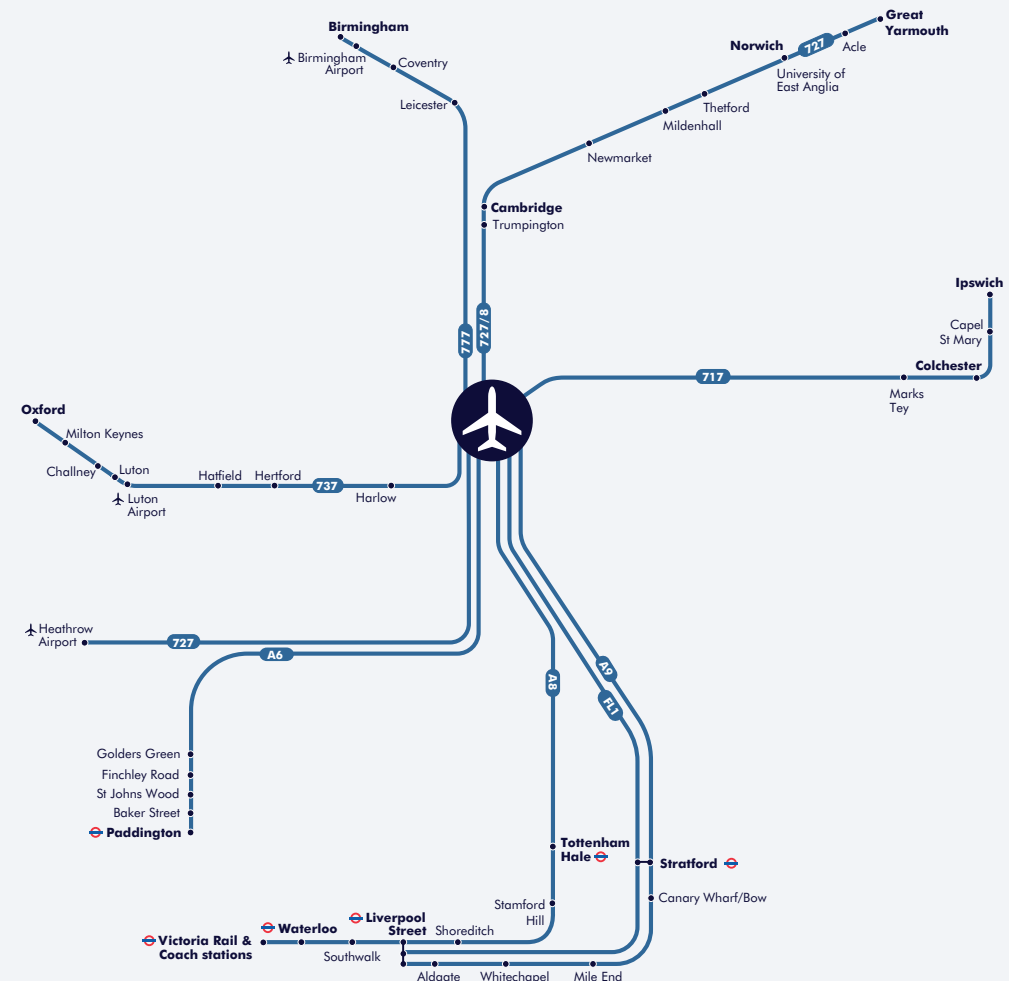 Birmingham
Birmingham
Airport
Coventry
Leicester
Great
Yarmouth
Norwich
727
Acle
University of
East Anglia
Thetford
Mildenhall
Newmarket
Cambridge
Trumpington
777
727/8
Ipswich
Capel
St Mary
Colchester
717
Marks
Tey
Oxford
Milton Keynes
Challney
Luton
Luton
Airport
Hatfield
Hertford
737
Harlow
Heathrow
Airport
727
A6
A8
A9
FL1
Golders Green
Finchley Road
St Johns Wood
Baker Street
Paddington
Tottenham
Hale
Stratford
Canary Wharf/Bow
Stamford
Hill
Liverpool
Street
Shoreditch
Waterloo
Victoria Rail &
Coach stations
Southwalk
Aldgate
Whitechapel
Mile End